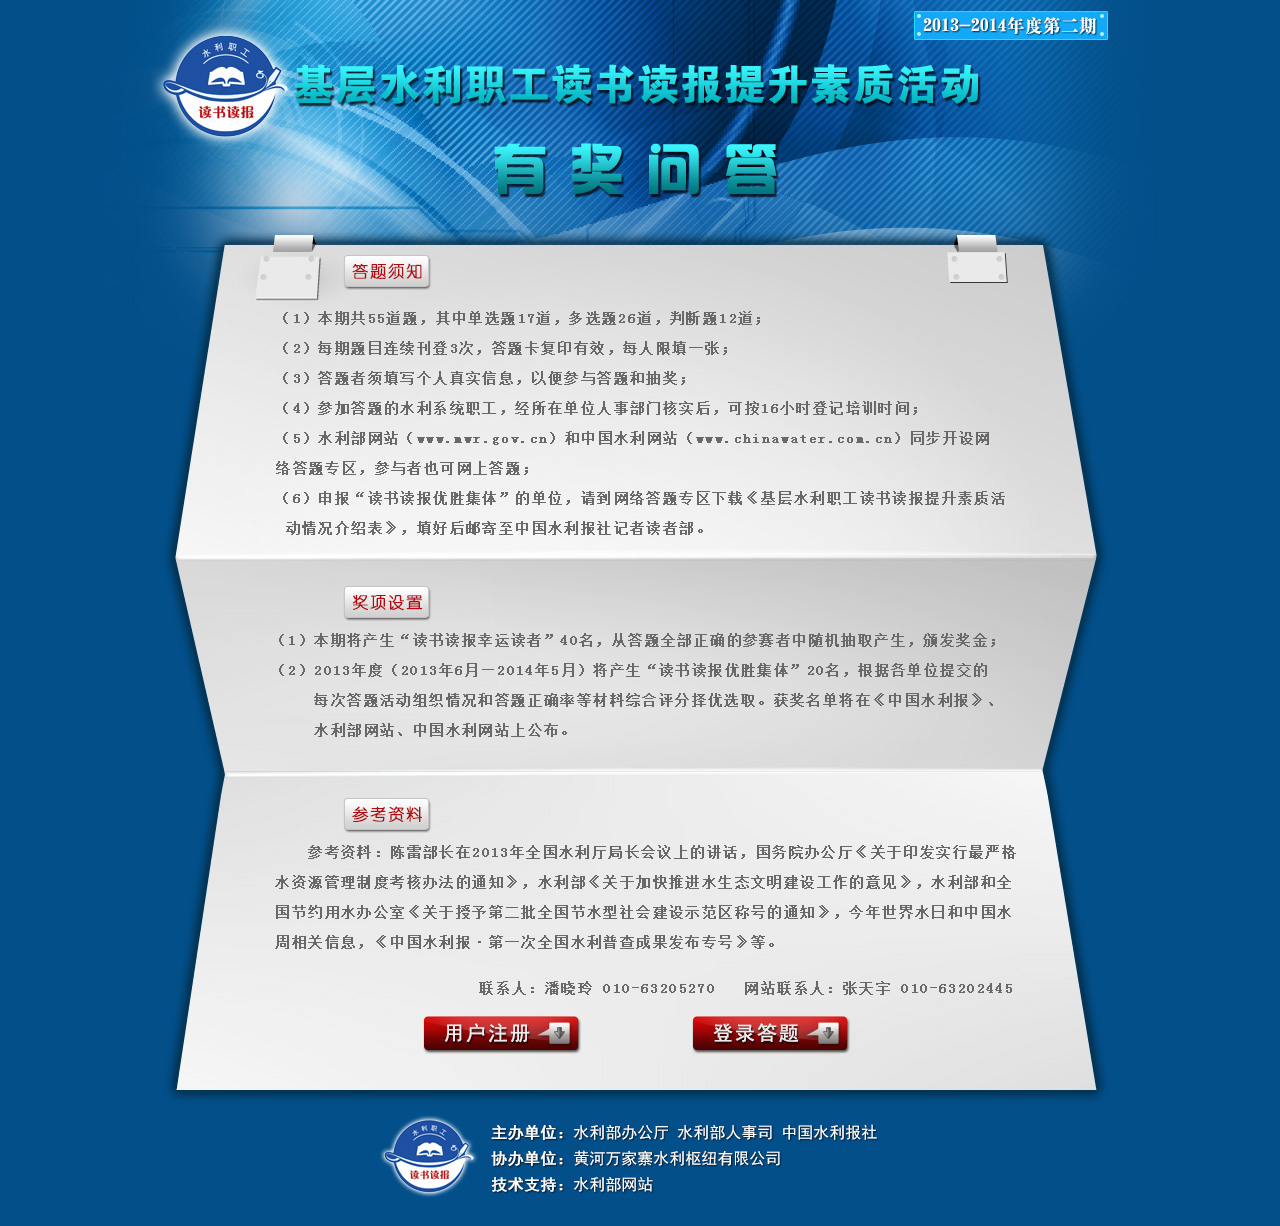 2013-2014年度第二期
水利职工
读书读报
基层水利职工读书读报提升素质活动
有奖问答
答题须知
（1）本期共55道题，其中单选题17道，多选题26道，判断题12道；
（2）每期题目连续刊登3次，答题卡复印有效，每人限填一张；
（3）答题者须填写个人真实信息，以便参与答题和抽奖；
（4）参加答题的水利系统职工，经所在单位人事部门核实后，可按16小时登记培训时间；
（5）水利部网站（www.mwr.gov.cn）和中国水利网站（www.chinawater.com.cn）同步开设网
络答题专区，参与者也可网上答题；
（6）申报“读书读报优胜集体”的单位，请到网络答题专区下载《基层水利职工读书读报提升素质活
动情况介绍表》，填好后邮寄至中国水利报社记者读者部。
奖项设置
（1）本期将产生“读书读报幸运读者”40名，从答题全部正确的参赛者中随机抽取产生，颁发奖金；
（2）2013年度（2013年6月—2014年5月）将产生“读书读报优胜集体”20名，根据各单位提交的
每次答题活动组织情况和答题正确率等材料综合评分择优选取。获奖名单将在《中国水利报》、
水利部网站、中国水利网站上公布。
参考资料
参考资料：陈雷部长在2013年全国水利厅局长会议上的讲话，国务院办公厅《关于印发实行最严格
水资源管理制度考核办法的通知》，水利部《关于加快推进水生态文明建设工作的意见》，水利部和全
国节约用水办公室《关于授予第二批全国节水型社会建设示范区称号的通知》，今年世界水日和中国水
周相关信息，《中国水利报·第一次全国水利普查成果发布专号》等。
联系人：潘晓玲 010-63205270 网站联系人：张天宇 010-63202445
用户注册 登录答题
水利职工
读书读报
主办单位：水利部办公厅 水利部人事司 中国水利报社
协办单位：黄河万家寨水利枢纽有限公司
技术支持：水利部网站